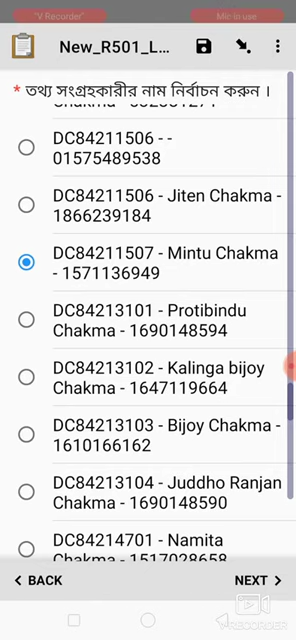 "V Recorder"
Mic in use
New_R501_L...
* তথ্য সংগ্রহকারীর নাম নির্বাচন করুন ।
DC84211506 - -
01575489538
DC84211506 - Jiten Chakma -
1866239184
DC84211507 - Mintu Chakma
- 1571136949
DC84213101 - Protibindu
Chakma - 1690148594
DC84213102 - Kalinga bijoy
Chakma - 1647119664
DC84213103 - Bijoy Chakma -
1610166162
DC84213104 - Juddho Ranjan
Chakma - 1690148590
DC84214701 - Namita
Chakma - 1517028658
< BACK
NEXT >
V RECORDER